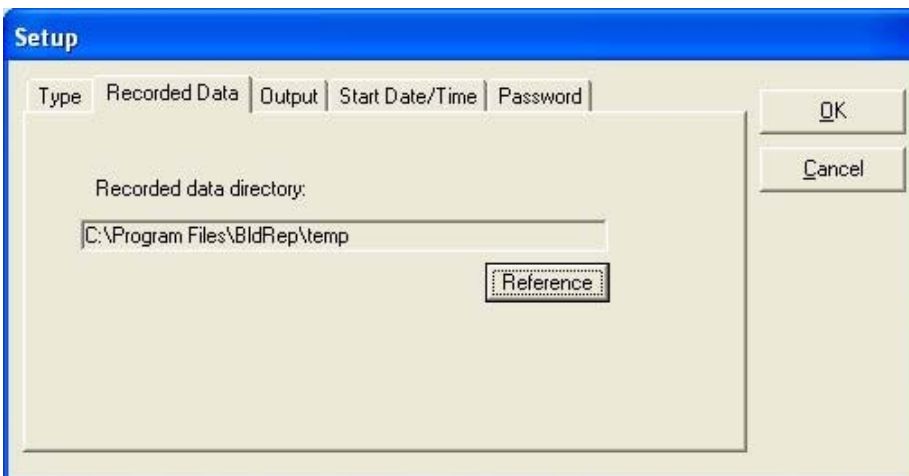 Setup
Type Recorded Data Output Start Date/Time Password
OK
Cancel
Recorded data directory:
C:\Program Files\BldRep\temp
Reference